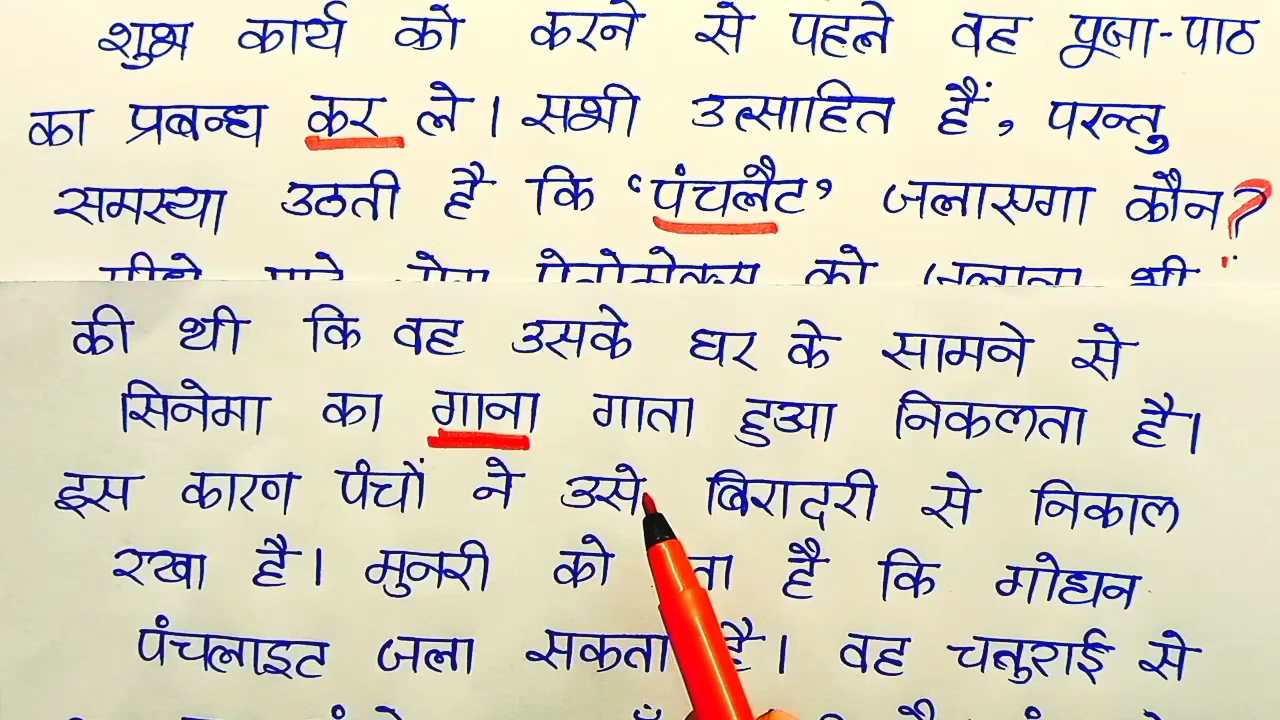 शुभ कार्य को करने से पहले वह पूजा-पाठ
का प्रबन्ध कर ले। सभी उत्साहित हैं, परन्तु
समस्या उठती है कि ‘पंचलैट’ जलाएगा कौन?
को
की थी कि वह उसके घर के सामने से
सिनेमा का गाना गाता हुआ निकलता है।
इस कारण पंचों ने उसे बिरादरी से निकाल
रखा है। मुनरी को है कि गोधन
पंचलाइट जला सकता है। वह चतुराई से